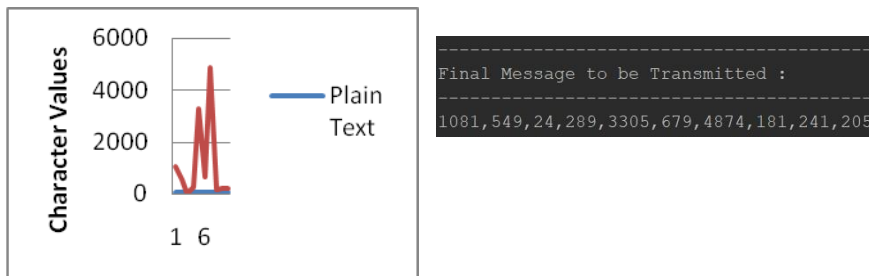 Character Values
6000
4000
2000
0
1 6
Plain
Text
----------------------------------------
Final Message to be Transmitted :
----------------------------------------
1081,549,24,289,3305,679,4874,181,241,205